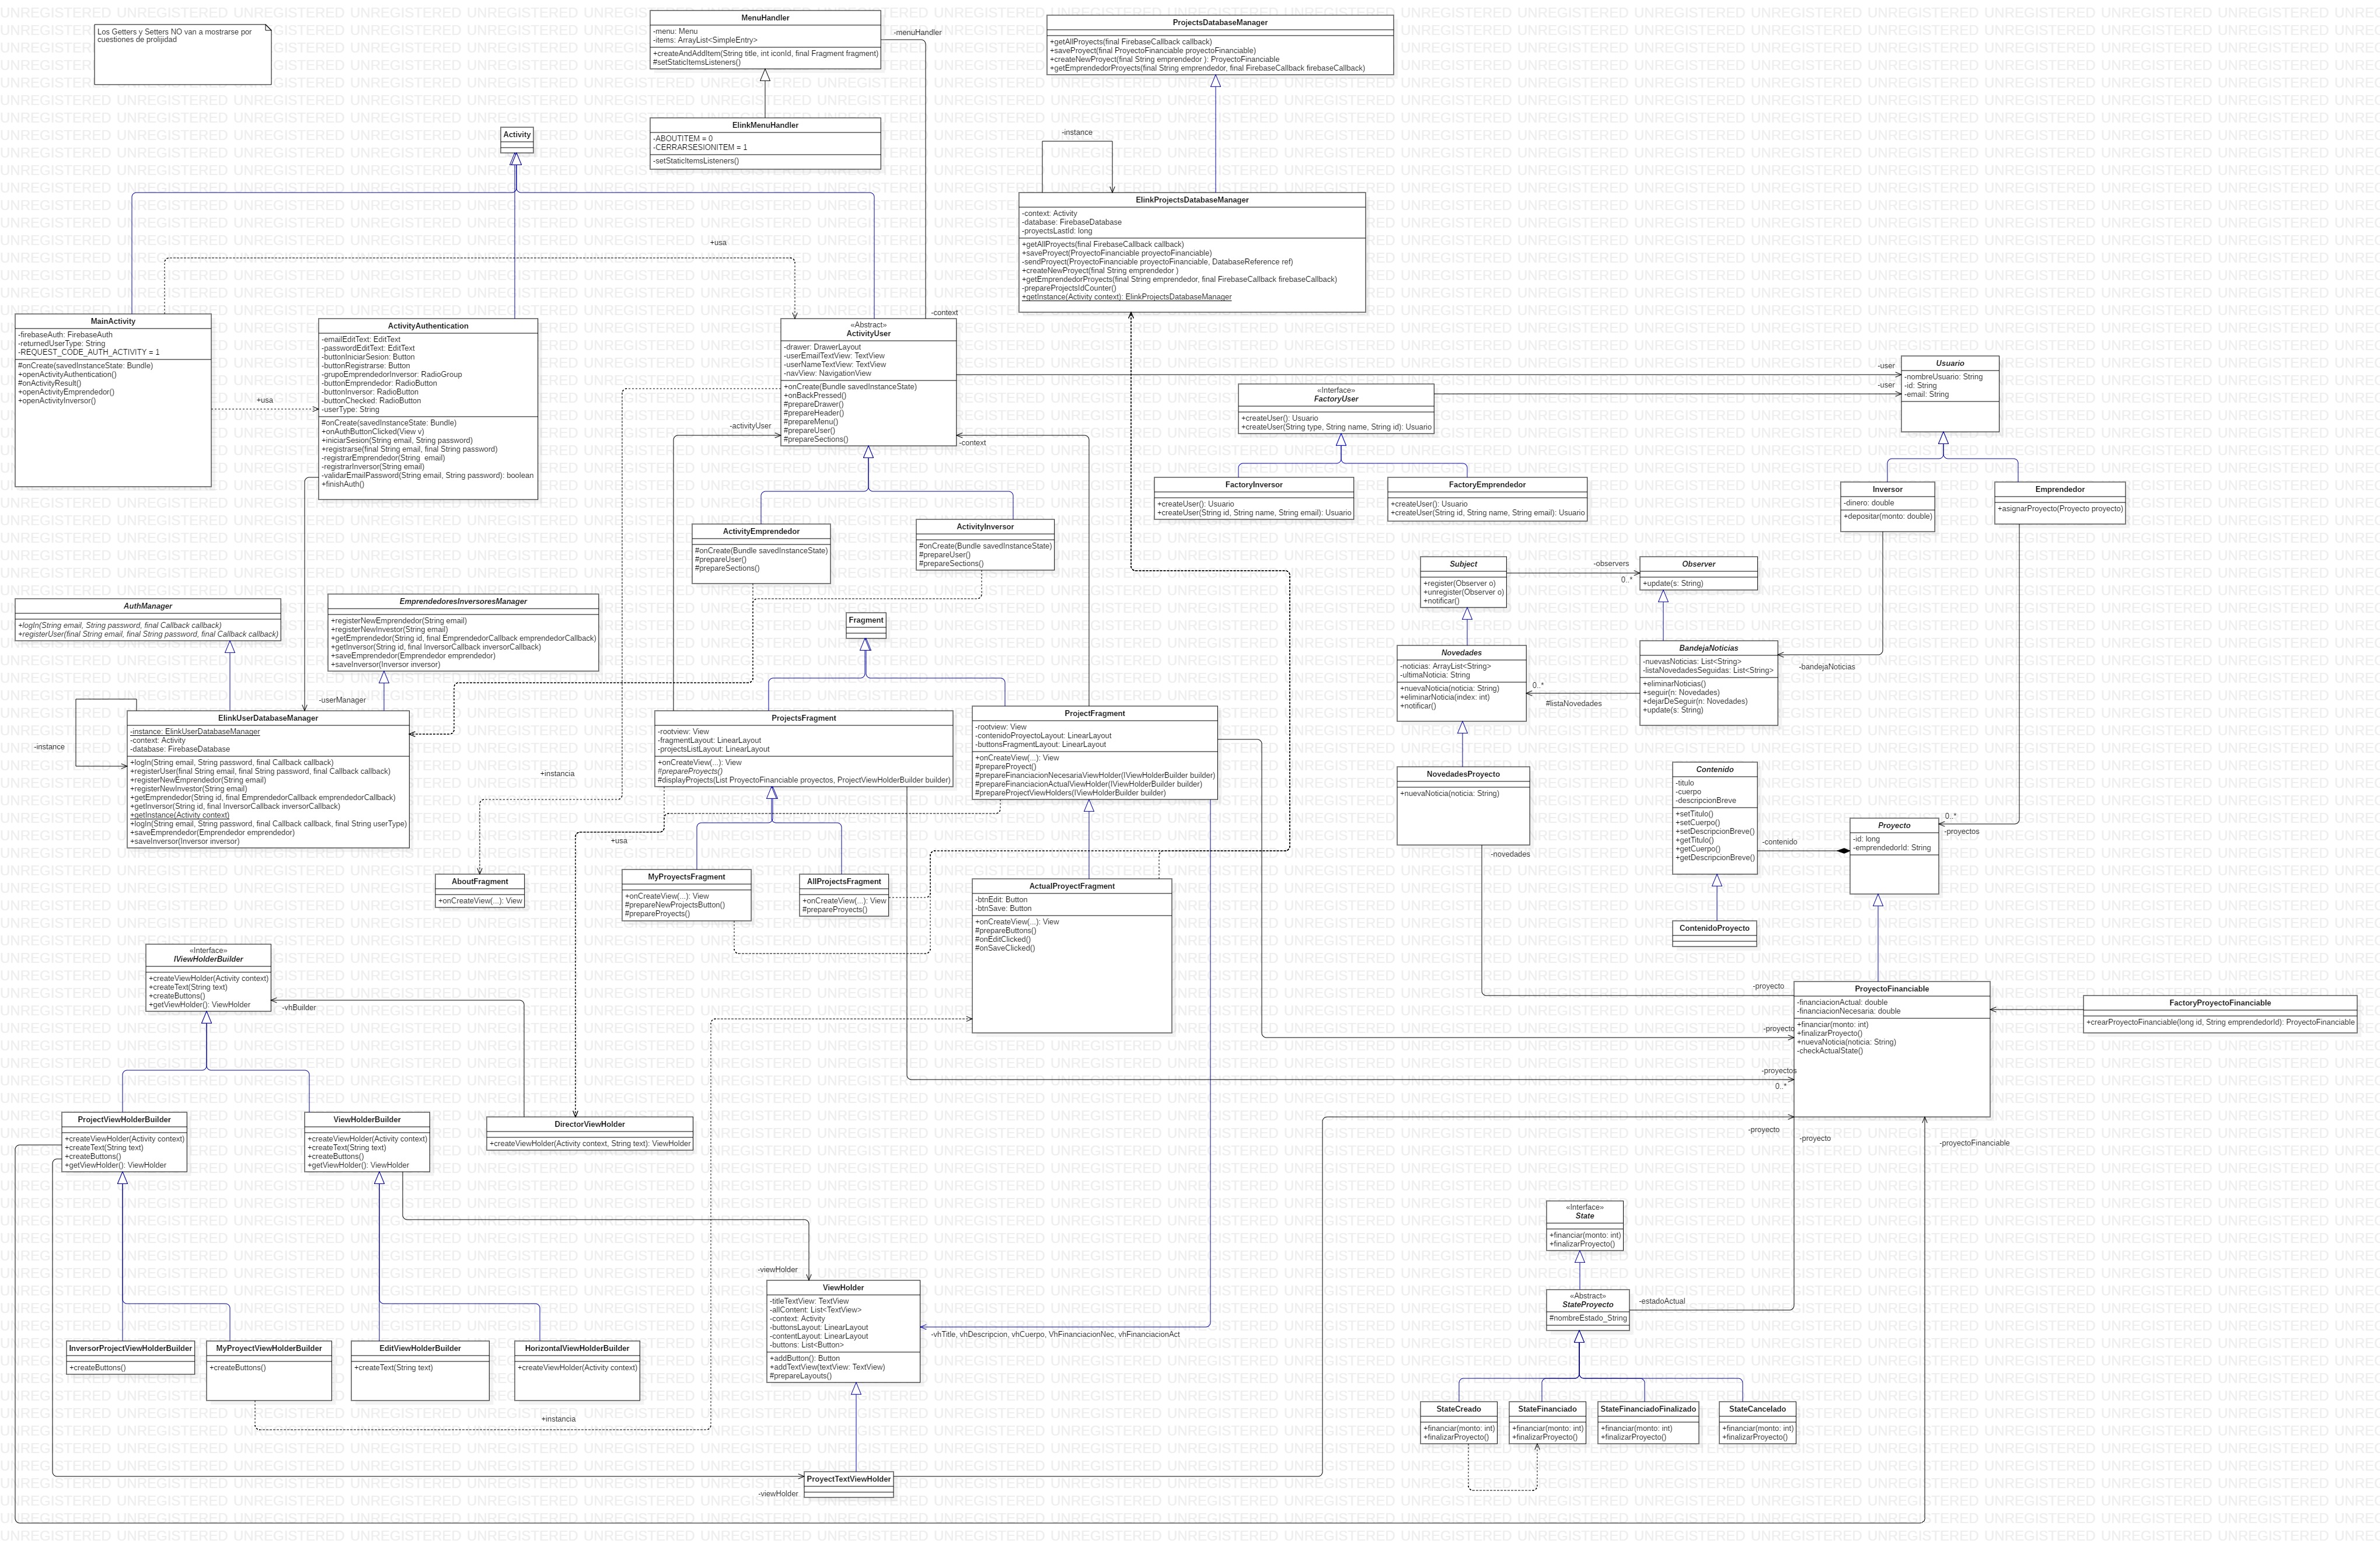 Los Getters y Setters NO van a mostrarse por
cuestiones de prolijidad
MenuHandler
-menu: Menu
-items: ArrayList<SimpleEntry>
+createAndAddItem(String title, int iconId, final Fragment fragment)
#setStaticItemsListeners()
-menuHandler
ProjectsDatabaseManager
+getAllProyects(final FirebaseCallback callback)
+saveProyect(final ProyectoFinanciable proyectoFinanciable)
+createNewProyect(final String emprendedor ): ProyectoFinanciable
+getEmprendedorProyects(final String emprendedor, final FirebaseCallback firebaseCallback)
ElinkMenuHandler
-ABOUTITEM = 0
-CERRARSESIONITEM = 1
-setStaticItemsListeners()
Activity
-instance
ElinkProjectsDatabaseManager
-context: Activity
-database: FirebaseDatabase
-proyectsLastId: long
+getAllProyects(final FirebaseCallback callback)
+saveProject(ProyectoFinanciable proyectoFinanciable)
-sendProyect(ProyectoFinanciable proyectoFinanciable, DatabaseReference ref)
+createNewProject(final String emprendedor )
+getEmprendedorProyects(final String emprendedor, final FirebaseCallback firebaseCallback)
-prepareProjectsIdCounter()
+getInstance(Activity context): ElinkProjectsDatabaseManager
+usa
MainActivity
-firebaseAuth: FirebaseAuth
-returnedUserType: String
-REQUEST_CODE_AUTH_ACTIVITY = 1
#onCreate(savedInstanceState: Bundle)
+openActivityAuthentication()
#onActivityResult()
+openActivityEmprendedor()
+openActivityInversor()
+usa
ActivityAuthentication
-emailEditText: EditText
-passwordEditText: EditText
-buttonIniciarSesion: Button
-buttonRegistrarse: Button
-grupoEmprendedorInversor: RadioGroup
-buttonEmprendedor: RadioButton
-buttonInversor: RadioButton
-buttonChecked: RadioButton
-userType: String
#onCreate(savedInstanceState: Bundle)
+onAuthButtonClicked(View v)
+iniciarSesion(String email, String password)
+registrarse(final String email, final String password)
-registrarEmprendedor(String  email)
-registrarInversor(String email)
-validarEmailPassword(String email, String password): boolean
+finishAuth()
-context
«Abstract»
ActivityUser
-drawer: DrawerLayout
-userEmailTextView: TextView
-userNameTextView: TextView
-navView: NavigationView
+onCreate(Bundle savedInstanceState)
+onBackPressed()
#prepareDrawer()
#prepareHeader()
#prepareMenu()
#prepareUser()
#prepareSections()
-activityUser
-context
«Interface»
FactoryUser
+createUser(): Usuario
+createUser(String type, String name, String id): Usuario
FactoryInversor
+createUser(): Usuario
+createUser(String id, String name, String email): Usuario
FactoryEmprendedor
+createUser(): Usuario
+createUser(String id, String name, String email): Usuario
-user
-user
Usuario
-nombreUsuario: String
-id: String
-email: String
Inversor
-dinero: double
+depositar(monto: double)
Emprendedor
+asignarProyecto(Proyecto proyecto)
ActivityEmprendedor
#onCreate(Bundle savedInstanceState)
#prepareUser()
#prepareSections()
ActivityInversor
#onCreate(Bundle savedInstanceState)
#prepareUser()
#prepareSections()
Subject
+register(Observer o)
+unregister(Observer o)
+notificar()
-observers
0..*
Observer
+update(s: String)
AuthManager
+logIn(String email, String password, final Callback callback)
+registerUser(final String email, final String password, final Callback callback)
EmprendedoresInversoresManager
+registerNewEmprendedor(String email)
+registerNewInvestor(String email)
+getEmprendedor(String id, final EmprendedorCallback emprendedorCallback)
+getInversor(String id, final InversorCallback inversorCallback)
+saveEmprendedor(Emprendedor emprendedor)
+saveInversor(Inversor inversor)
Fragment
Novedades
-noticias: ArrayList<String>
-ultimaNoticia: String
+nuevaNoticia(noticia: String)
+eliminarNoticia(index: int)
+notificar()
0..*
#listaNovedades
BandejaNoticias
-nuevasNoticias: List<String>
-listaNovedadesSeguidas: List<String>
+eliminarNoticias()
+seguir(n: Novedades)
+dejarDeSeguir(n: Novedades)
+update(s: String)
-bandejaNoticias
-userManager
-instance
ElinkUserDatabaseManager
-instance: ElinkUserDatabaseManager
-context: Activity
-database: FirebaseDatabase
+logIn(String email, String password, final Callback callback)
+registerUser(final String email, final String password, final Callback callback)
+registerNewEmprendedor(String email)
+registerNewInvestor(String email)
+getEmprendedor(String id, final EmprendedorCallback emprendedorCallback)
+getInversor(String id, final InversorCallback inversorCallback)
+getInstance(Activity context)
+logIn(String email, String password, final Callback callback, final String userType)
+saveEmprendedor(Emprendedor emprendedor)
+saveInversor(Inversor inversor)
+instancia
ProjectsFragment
-rootview: View
-fragmentLayout: LinearLayout
-projectsListLayout: LinearLayout
+onCreateView(...): View
#prepareProyects()
#displayProjects(List ProyectoFinanciable proyectos, ProjectViewHolderBuilder builder)
ProjectFragment
-rootview: View
-contenidoProyectoLayout: LinearLayout
-buttonsFragmentLayout: LinearLayout
+onCreateView(...): View
#prepareProyect()
#prepareFinanciacionNecesariaViewHolder(IViewHolderBuilder builder)
#prepareFinanciacionActualViewHolder(IViewHolderBuilder builder)
#prepareProjectViewHolders(IViewHolderBuilder builder)
NovedadesProyecto
+nuevaNoticia(noticia: String)
-novedades
Contenido
-titulo
-cuerpo
-descripcionBreve
+setTitulo()
+setCuerpo()
+setDescripcionBreve()
+getTitulo()
+getCuerpo()
+getDescripcionBreve()
-contenido
0..*
-proyectos
Proyecto
-id: long
-emprendedorId: String
ContenidoProyecto
+usa
AboutFragment
+onCreateView(...): View
MyProyectsFragment
+onCreateView(...): View
#prepareNewProjectsButton()
#prepareProyects()
AllProjectsFragment
+onCreateView(...): View
#prepareProyects()
ActualProyectFragment
-btnEdit: Button
-btnSave: Button
+onCreateView(...): View
#prepareButtons()
#onEditClicked()
#onSaveClicked()
«Interface»
IViewHolderBuilder
+createViewHolder(Activity context)
+createText(String text)
+createButtons()
+getViewHolder(): ViewHolder
-vhBuilder
-proyecto
-proyecto
-proyectos
0..*
ProyectoFinanciable
-financiacionActual: double
-financiacionNecesaria: double
+financiar(monto: int)
+finalizarProyecto()
+nuevaNoticia(noticia: String)
-checkActualState()
FactoryProyectoFinanciable
+crearProyectoFinanciable(long id, String emprendedorId): ProyectoFinanciable
ProjectViewHolderBuilder
+createViewHolder(Activity context)
+createText(String text)
+createButtons()
+getViewHolder(): ViewHolder
ViewHolderBuilder
+createViewHolder(Activity context)
+createText(String text)
+createButtons()
+getViewHolder(): ViewHolder
DirectorViewHolder
+createViewHolder(Activity context, String text): ViewHolder
-proyecto
-proyecto
-proyectoFinanciable
«Interface»
State
+financiar(monto: int)
+finalizarProyecto()
-viewHolder
ViewHolder
-titleTextView: TextView
-allContent: List<TextView>
-context: Activity
-buttonsLayout: LinearLayout
-contentLayout: LinearLayout
-buttons: List<Button>
+addButton(): Button
+addTextView(textView: TextView)
#prepareLayouts()
-vhTitle, vhDescripcion, vhCuerpo, VhFinanciacionNec, vhFinanciacionAct
«Abstract»
StateProyecto
#nombreEstado_String
-estadoActual
InversorProjectViewHolderBuilder
+createButtons()
MyProyectViewHolderBuilder
+createButtons()
EditViewHolderBuilder
+createText(String text)
HorizontalViewHolderBuilder
+createViewHolder(Activity context)
+instancia
StateCreado
+financiar(monto: int)
+finalizarProyecto()
StateFinanciado
+financiar(monto: int)
+finalizarProyecto()
StateFinanciadoFinalizado
+financiar(monto: int)
+finalizarProyecto()
StateCancelado
+financiar(monto: int)
+finalizarProyecto()
ProyectTextViewHolder
-viewHolder